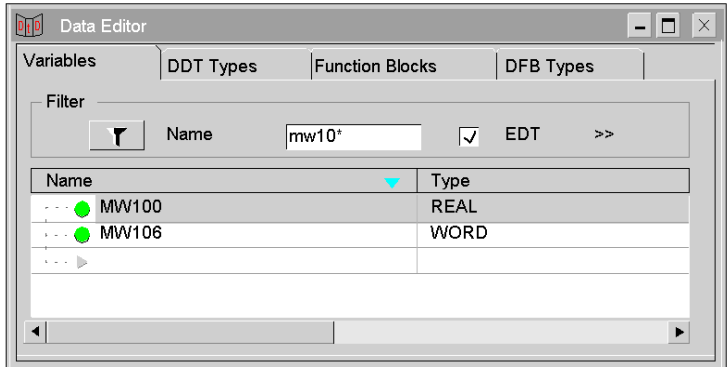 Data Editor
Variables DDT Types Function Blocks DFB Types
Filter
Name mw10* EDT >>
Name Type
MW100 REAL
MW106 WORD